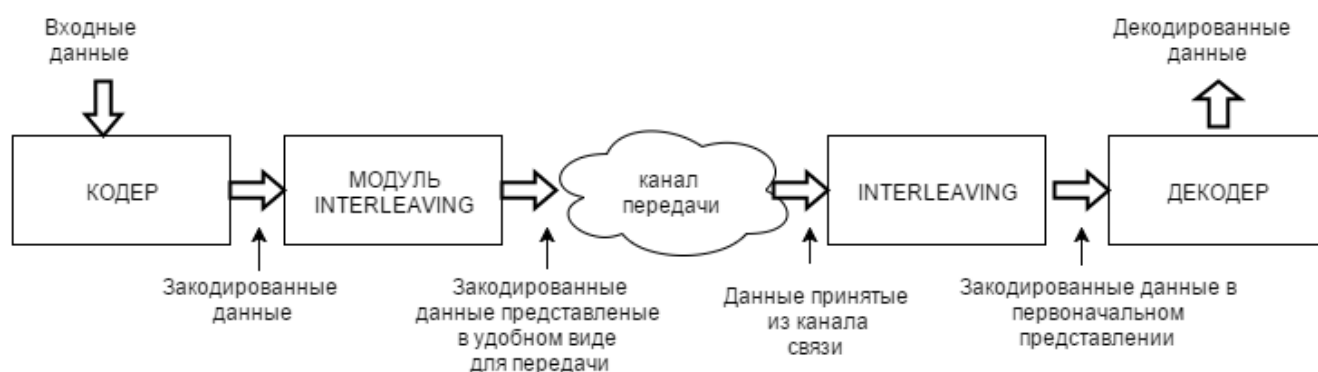 Входные
данные
Декодированные
данные
КОДЕР
МОДУЛЬ
INTERLEAVING
канал
передачи
INTERLEAVING
ДЕКОДЕР
Закодированные
данные
Закодированные
данные представленые
в удобном виде
для передачи
Данные принятые
из канала
связи
Закодированные данные в
первоначальном
представлении